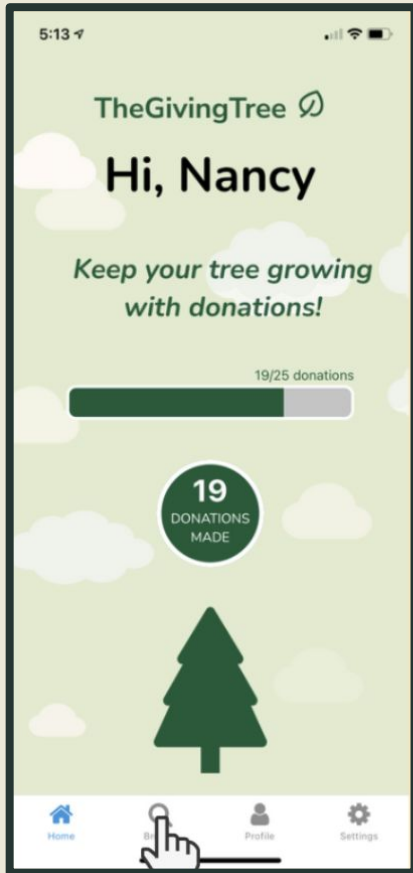 5:13
TheGivingTree
Hi, Nancy
Keep your tree growing
with donations!
19/25 donations
19
DONATIONS
MADE
Home
Profile
Settings